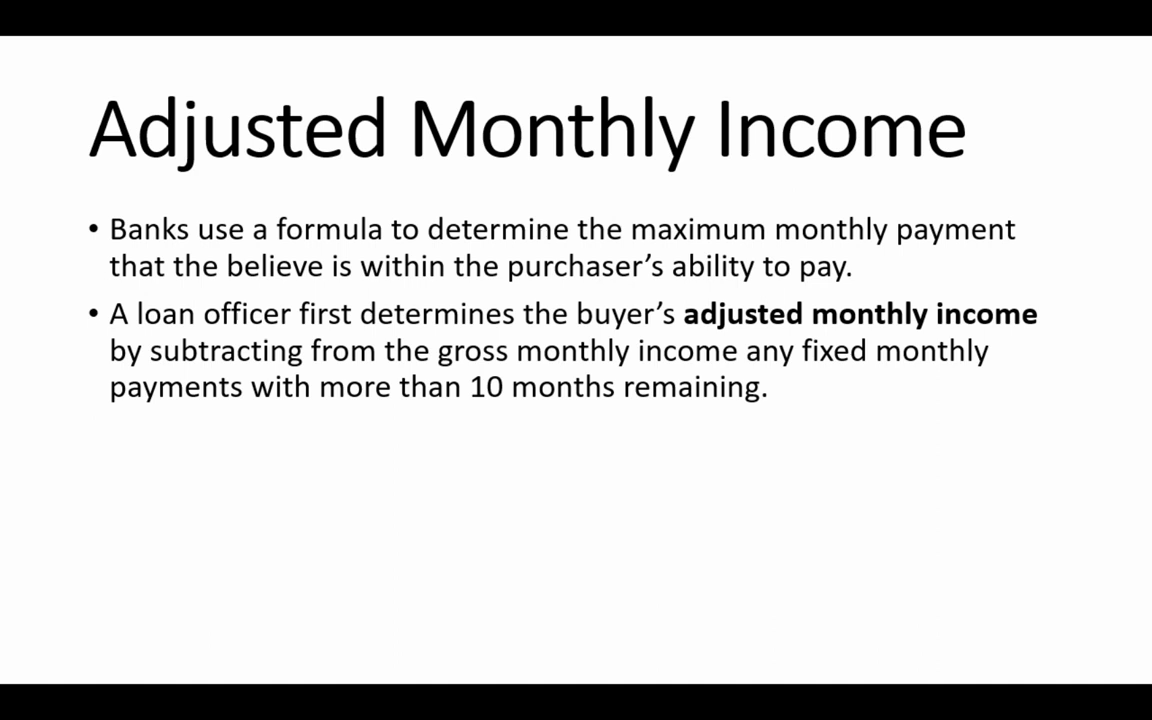 Adjusted Monthly Income
• Banks use a formula to determine the maximum monthly payment
that the believe is within the purchaser’s ability to pay.
• A loan officer first determines the buyer’s adjusted monthly income
by subtracting from the gross monthly income any fixed monthly
payments with more than 10 months remaining.